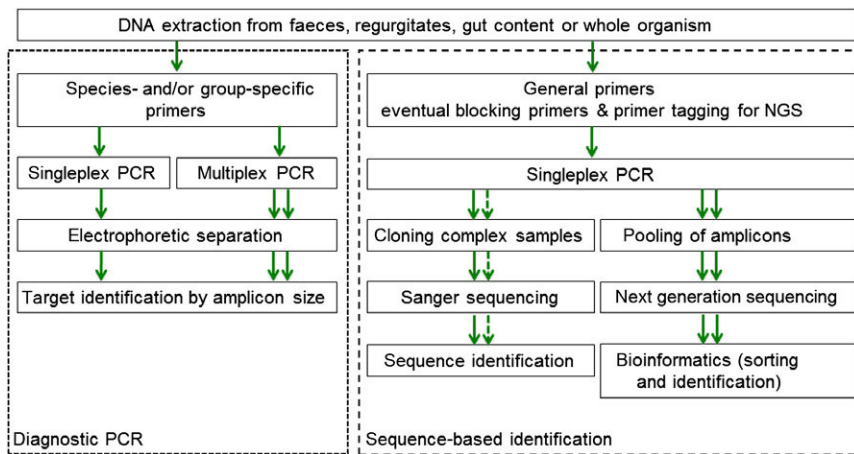 DNA extraction from faeces, regurgitates, gut content or whole organism
Species- and/or group-specific
primers
Singleplex PCR
Multiplex PCR
Electrophoretic separation
Target identification by amplicon size
Diagnostic PCR
General primers
eventual blocking primers & primer tagging for NGS
Singleplex PCR
Cloning complex samples
Pooling of amplicons
Sanger sequencing
Next generation sequencing
Sequence identification
Bioinformatics (sorting
and identification)
Sequence-based identification